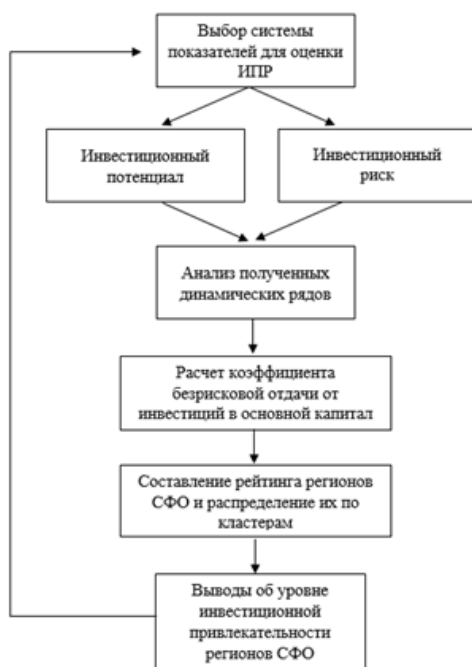 Выбор системы
показателей для оценки
ИПР
Инвестиционный
потенциал
Инвестиционный
риск
Анализ полученных
динамических рядов
Расчет коэффициента
безрисковой отдачи от
инвестиций в основной капитал
Составление рейтинга регионов
СФО и распределение их по
кластерам
Выводы об уровне
инвестиционной
привлекательности
регионов СФО